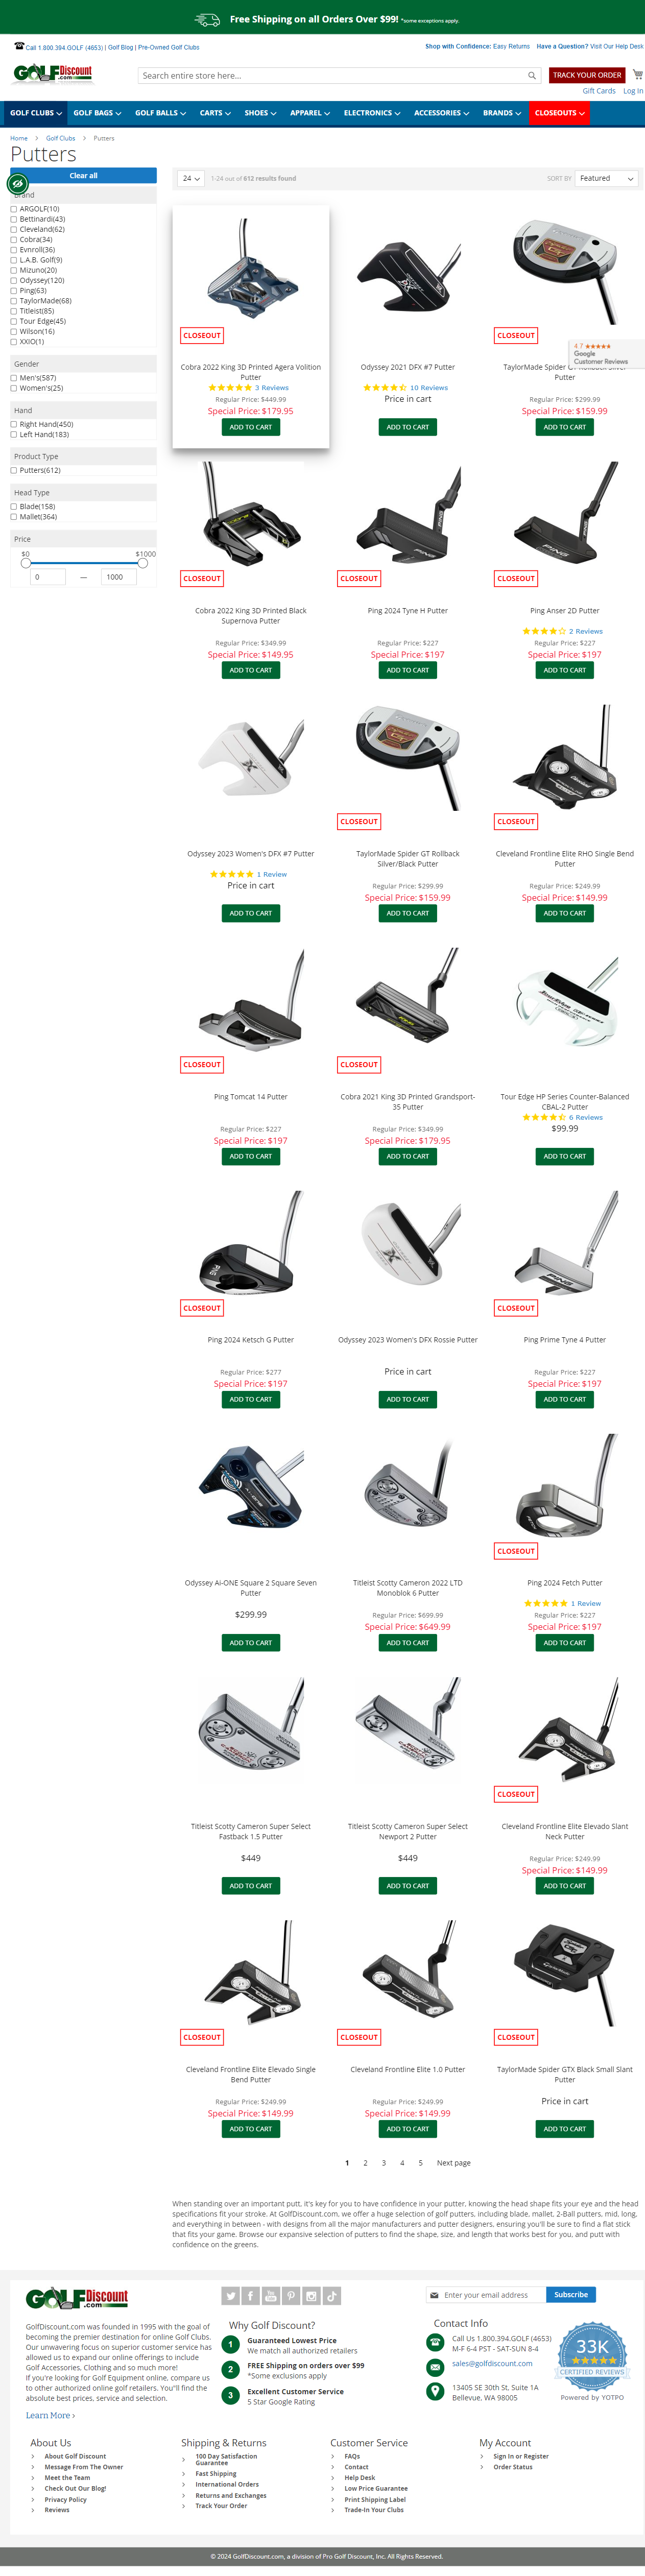 Free Shipping on all Orders Over $99! *some exceptions apply.
Call 1.800.394.GOLF (4653) | Golf Blog | Pre-Owned Golf Clubs
Shop with Confidence: Easy Returns Have a Question? Visit Our Help Desk
GOLFDiscount.com
Search entire store here...
TRACK YOUR ORDER
Gift Cards Log In
GOLF CLUBS GOLF BAGS GOLF BALLS CARTS SHOES APPAREL ELECTRONICS ACCESSORIES BRANDS CLOSEOUTS
Home > Golf Clubs > Putters
Putters
Clear all
Brand
ARGOLF(10)
Bettinardi(43)
Cleveland(62)
Cobra(34)
Evnroll(36)
L.A.B. Golf(9)
Mizuno(20)
Odyssey(120)
Ping(63)
TaylorMade(68)
Titleist(85)
Tour Edge(45)
Wilson(16)
XXIO(1)
Gender
Men's(587)
Women's(25)
Hand
Right Hand(450)
Left Hand(183)
Product Type
Putters(612)
Head Type
Blade(158)
Mallet(364)
Price
$0 $1000
0 — 1000
24 1-24 out of 612 results found
SORT BY Featured
CLOSEOUT
Cobra 2022 King 3D Printed Agera Volition
Putter
3 Reviews
Regular Price: $449.99
Special Price: $179.95
ADD TO CART
Odyssey 2021 DFX #7 Putter
10 Reviews
Price in cart
ADD TO CART
CLOSEOUT
TaylorMade Spider GT Rollback Silver
Putter
Regular Price: $299.99
Special Price: $159.99
ADD TO CART
4.7
Google
Customer Reviews
CLOSEOUT
Cobra 2022 King 3D Printed Black
Supernova Putter
Regular Price: $349.99
Special Price: $149.95
ADD TO CART
CLOSEOUT
Ping 2024 Tyne H Putter
Regular Price: $227
Special Price: $197
ADD TO CART
CLOSEOUT
Ping Anser 2D Putter
2 Reviews
Regular Price: $227
Special Price: $197
ADD TO CART
Odyssey 2023 Women's DFX #7 Putter
1 Review
Price in cart
ADD TO CART
CLOSEOUT
TaylorMade Spider GT Rollback
Silver/Black Putter
Regular Price: $299.99
Special Price: $159.99
ADD TO CART
CLOSEOUT
Cleveland Frontline Elite RHO Single Bend
Putter
Regular Price: $249.99
Special Price: $149.99
ADD TO CART
CLOSEOUT
Ping Tomcat 14 Putter
Regular Price: $227
Special Price: $197
ADD TO CART
CLOSEOUT
Cobra 2021 King 3D Printed Grandsport-
35 Putter
Regular Price: $349.99
Special Price: $179.95
ADD TO CART
Tour Edge HP Series Counter-Balanced
CBAL-2 Putter
6 Reviews
$99.99
ADD TO CART
CLOSEOUT
Ping 2024 Ketsch G Putter
Regular Price: $277
Special Price: $197
ADD TO CART
Odyssey 2023 Women's DFX Rossie Putter
Price in cart
ADD TO CART
CLOSEOUT
Ping Prime Tyne 4 Putter
Regular Price: $227
Special Price: $197
ADD TO CART
Odyssey Ai-ONE Square 2 Square Seven
Putter
$299.99
ADD TO CART
Titleist Scotty Cameron 2022 LTD
Monoblok 6 Putter
Regular Price: $699.99
Special Price: $649.99
ADD TO CART
CLOSEOUT
Ping 2024 Fetch Putter
1 Review
Regular Price: $227
Special Price: $197
ADD TO CART
Titleist Scotty Cameron Super Select
Fastback 1.5 Putter
$449
ADD TO CART
Titleist Scotty Cameron Super Select
Newport 2 Putter
$449
ADD TO CART
CLOSEOUT
Cleveland Frontline Elite Elevado Slant
Neck Putter
Regular Price: $249.99
Special Price: $149.99
ADD TO CART
CLOSEOUT
Cleveland Frontline Elite Elevado Single
Bend Putter
Regular Price: $249.99
Special Price: $149.99
ADD TO CART
CLOSEOUT
Cleveland Frontline Elite 1.0 Putter
Regular Price: $249.99
Special Price: $149.99
ADD TO CART
CLOSEOUT
TaylorMade Spider GTX Black Small Slant
Putter
Price in cart
ADD TO CART
1 2 3 4 5 Next page
When standing over an important putt, it's key for you to have confidence in your putter, knowing the head shape fits your eye and the head
specifications fit your stroke. At GolfDiscount.com, we offer a huge selection of golf putters, including blade, mallet, 2-Ball putters, mid, long,
and everything in between - with designs from all the major manufacturers and putter designers, ensuring you'll be sure to find a flat stick
that fits your game. Browse our expansive selection of putters to find the shape, size, and length that works best for you, and putt with
confidence on the greens.
GOLFDiscount.com
GolfDiscount.com was founded in 1995 with the goal of
becoming the premier destination for online Golf Clubs.
Our unwavering focus on superior customer service has
allowed us to expand our online offerings to include
Golf Accessories, Clothing and so much more!
If you're looking for Golf Equipment online, compare us
to other authorized online golf retailers. You"ll find the
absolute best prices, service and selection.
Learn More ›
Why Golf Discount?
1 Guaranteed Lowest Price
We match all authorized retailers
2 FREE Shipping on orders over $99
*Some exclusions apply
3 Excellent Customer Service
5 Star Google Rating
Enter your email address Subscribe
Contact Info
Call Us 1.800.394.GOLF (4653)
M-F 6-4 PST - SAT-SUN 8-4
sales@golfdiscount.com
13405 SE 30th St, Suite 1A
Bellevue, WA 98005
33K
CERTIFIED REVIEWS
Powered by YOTPO
About Us
About Golf Discount
Message From The Owner
Meet the Team
Check Out Our Blog!
Privacy Policy
Reviews
Shipping & Returns
100 Day Satisfaction
Guarantee
Fast Shipping
International Orders
Returns and Exchanges
Track Your Order
Customer Service
FAQs
Contact
Help Desk
Low Price Guarantee
Print Shipping Label
Trade-In Your Clubs
My Account
Sign In or Register
Order Status
© 2024 GolfDiscount.com, a division of Pro Golf Discount, Inc. All Rights Reserved.